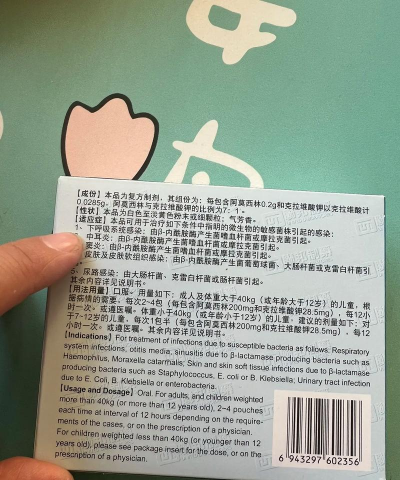 【成份】本品为复方制剂，其组份为：每包含阿莫西林0.2g和克拉维酸钾以克拉维酸计
0.0285g，阿莫西林与克拉维酸钾的比例为7：1。
【性状】本品为白色至淡黄色粉末或细颗粒；气芳香。
【适应症】本品可用于治疗如下条件中指明的微生物的敏感菌株引起的感染：
1、下呼吸系统感染：由β-内酰胺酶产生菌嗜血杆菌或摩拉克菌引起。
中耳炎：由β-内酰胺酶产生菌嗜血杆菌或摩拉克菌引起。
窦炎：由β-内酰胺酶产生菌嗜血杆菌或摩拉克菌引起。
皮肤及皮肤软组织感染：由β-内酰胺酶产生菌葡萄球菌、大肠杆菌或克雷白杆菌引
起。
5、尿路感染：由大肠杆菌、克雷白杆菌或肠杆菌引起。
其余内容详见说明书。
【用法用量】口服。用量如下：成人及体重大于40kg（或年龄大于12岁）的儿童，根
据病情的需要，每次2~4包（每包含阿莫西林200mg和克拉维酸钾28.5mg），每12小
时一次。或遵医嘱。体重小于40kg（或年龄小于12岁）的儿童，建议的剂量如下：对
于7-12岁的儿童，每次1包半（每包含阿莫西林200mg和克拉维酸钾28.5mg），每12
小时一次。或遵医嘱。其余内容详见说明书。
【Indications】For treatment of infections due to susceptible bacteria as follows: Respiratory
system infections, otitis media, sinusitis due to β-lactamase producing bacteria such as
Haemophilus, Moraxella catarrhalis; Skin and skin soft tissue infections due to β-lactamase
producing bacteria such as Staphylococcus, E. coli or B. Klebsiella; Urinary tract infection
due to E. Coli, B. Klebsiella or enterobacteria.
【Usage and Dosage】Oral. For adults, and children weighted
more than 40kg (or more than 12 years old), 2~4 pouches
each time at interval of 12 hours depending on the require-
ments of the cases, or on the prescription of a physician.
For children weighted less than 40kg (or younger than 12
years old), please see package insert for the dose, or on the
prescription of a physician.
6 943297 602356